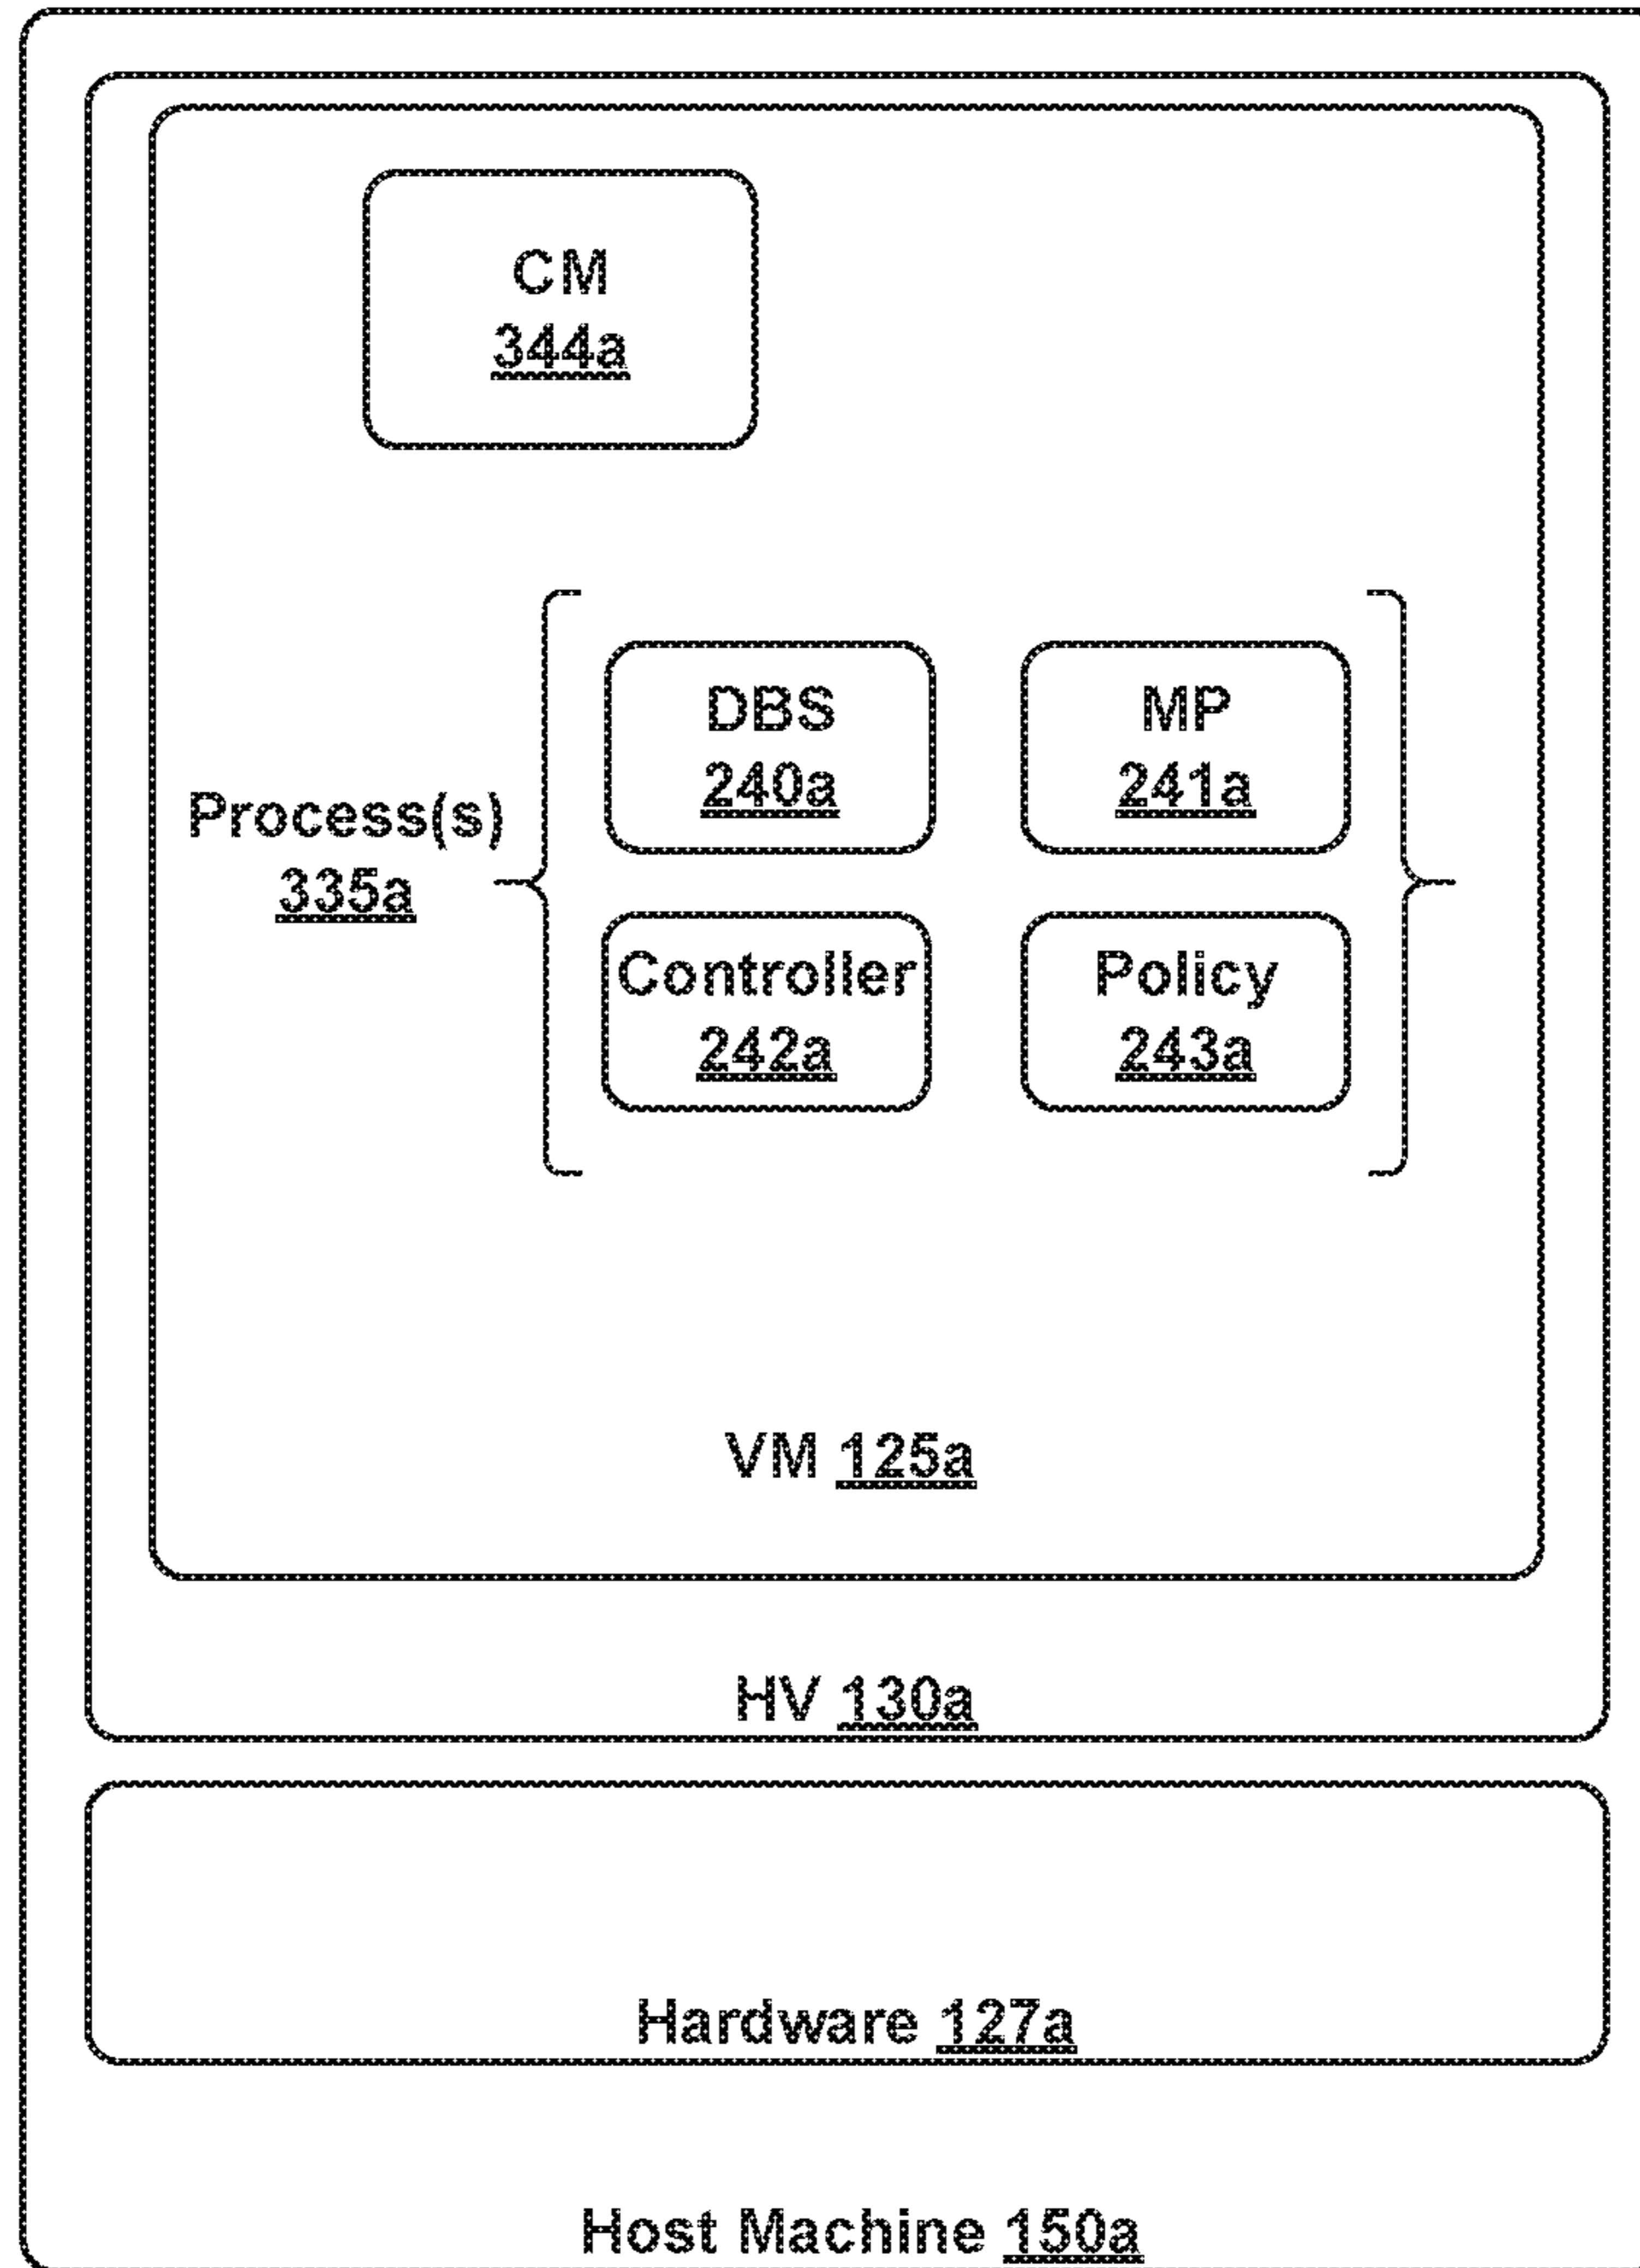 CM
344a
DBS
240a
MP
241a
Process(s)
335a
Controller
242a
Policy
243a
VM 125a
HV 130a
Hardware 127a
Host Machine 150a